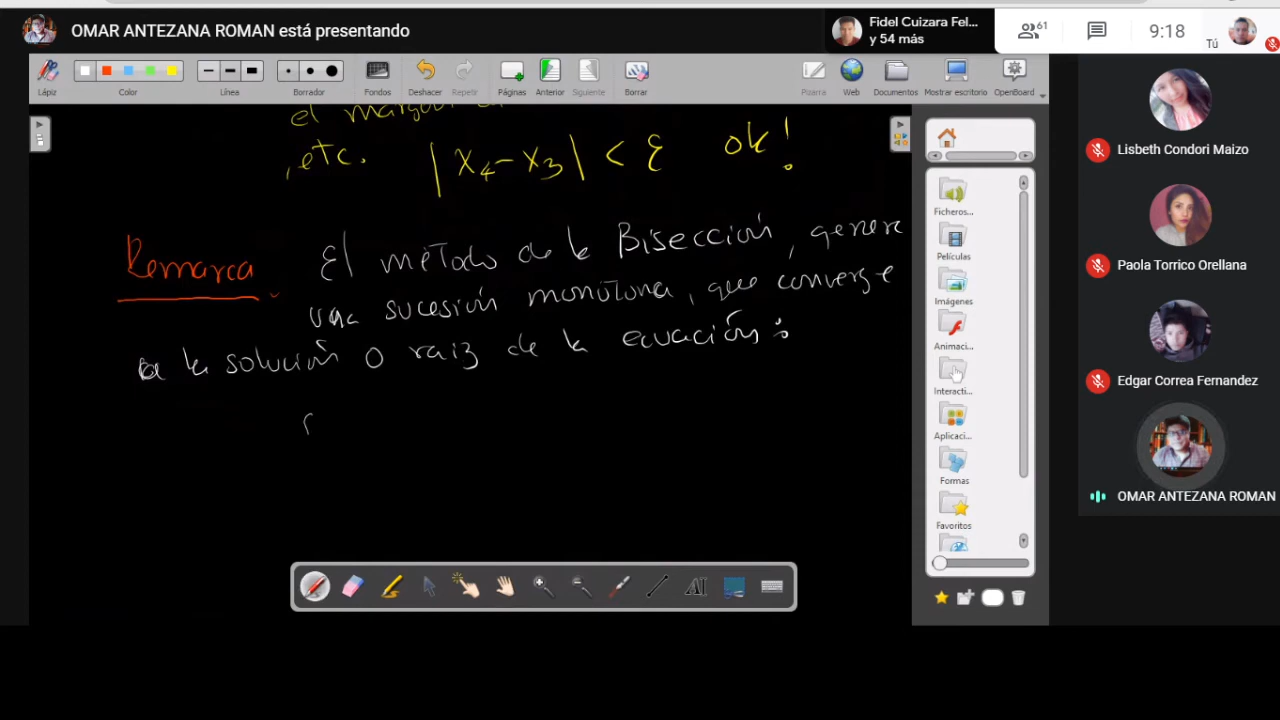 OMAR ANTEZANA ROMAN está presentando
Fidel Cuizara Fel...
y 54 más
61
9:18
Tú
Lápiz
Color
Línea
Borrador
Fondos
Deshacer
Repetir
Páginas
Anterior
Siguiente
Borrar
Pizarra
Web
Documentos
Mostrar escritorio
OpenBoard
, etc. |x4-x3| < ε ok!
Remarca El método de la Bisección, genera
una sucesión monótona, que converge
a la solución o raiz de la ecuación:
Ficheros...
Películas
Imágenes
Animaci...
Interacti...
Aplicaci...
Formas
Favoritos
AI
Lisbeth Condori Maizo
Paola Torrico Orellana
Edgar Correa Fernandez
OMAR ANTEZANA ROMAN